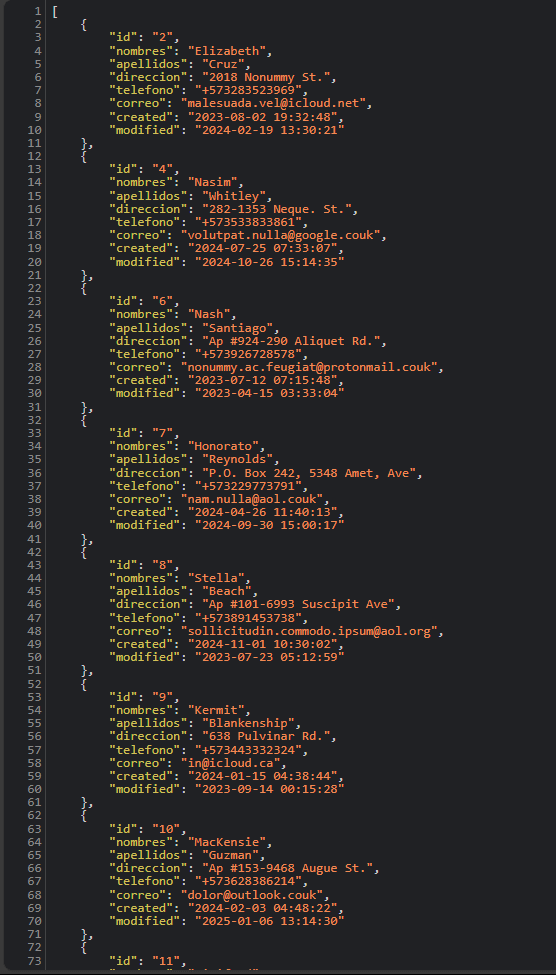 1 [
2 {
3 "id": "2",
4 "nombres": "Elizabeth",
5 "apellidos": "Cruz",
6 "direccion": "2018 Nonummy St.",
7 "telefono": "+573283523969",
8 "correo": "malesuada.vel@icloud.net",
9 "created": "2023-08-02 19:32:48",
10 "modified": "2024-02-19 13:30:21"
11 },
12 {
13 "id": "4",
14 "nombres": "Nasim",
15 "apellidos": "Whitley",
16 "direccion": "282-1353 Neque. St.",
17 "telefono": "+573533833861",
18 "correo": "volutpat.nulla@google.couk",
19 "created": "2024-07-25 07:33:07",
20 "modified": "2024-10-26 15:14:35"
21 },
22 {
23 "id": "6",
24 "nombres": "Nash",
25 "apellidos": "Santiago",
26 "direccion": "Ap #924-290 Aliquet Rd.",
27 "telefono": "+573926728578",
28 "correo": "nonummy.ac.feugiat@protonmail.couk",
29 "created": "2023-07-12 07:15:48",
30 "modified": "2023-04-15 03:33:04"
31 },
32 {
33 "id": "7",
34 "nombres": "Honorato",
35 "apellidos": "Reynolds",
36 "direccion": "P.O. Box 242, 5348 Amet, Ave",
37 "telefono": "+573229773791",
38 "correo": "nam.nulla@aol.couk",
39 "created": "2024-04-26 11:40:13",
40 "modified": "2024-09-30 15:00:17"
41 },
42 {
43 "id": "8",
44 "nombres": "Stella",
45 "apellidos": "Beach",
46 "direccion": "Ap #101-6993 Suscipit Ave",
47 "telefono": "+573891453738",
48 "correo": "sollicitudin.commodo.ipsum@aol.org",
49 "created": "2024-11-01 10:30:02",
50 "modified": "2023-07-23 05:12:59"
51 },
52 {
53 "id": "9",
54 "nombres": "Kermit",
55 "apellidos": "Blankenship",
56 "direccion": "638 Pulvinar Rd.",
57 "telefono": "+573443332324",
58 "correo": "in@icloud.ca",
59 "created": "2024-01-15 04:38:44",
60 "modified": "2023-09-14 00:15:28"
61 },
62 {
63 "id": "10",
64 "nombres": "MacKensie",
65 "apellidos": "Guzman",
66 "direccion": "Ap #153-9468 Augue St.",
67 "telefono": "+573628386214",
68 "correo": "dolor@outlook.couk",
69 "created": "2024-02-03 04:48:22",
70 "modified": "2025-01-06 13:14:30"
71 },
72 {
73 "id": "11",